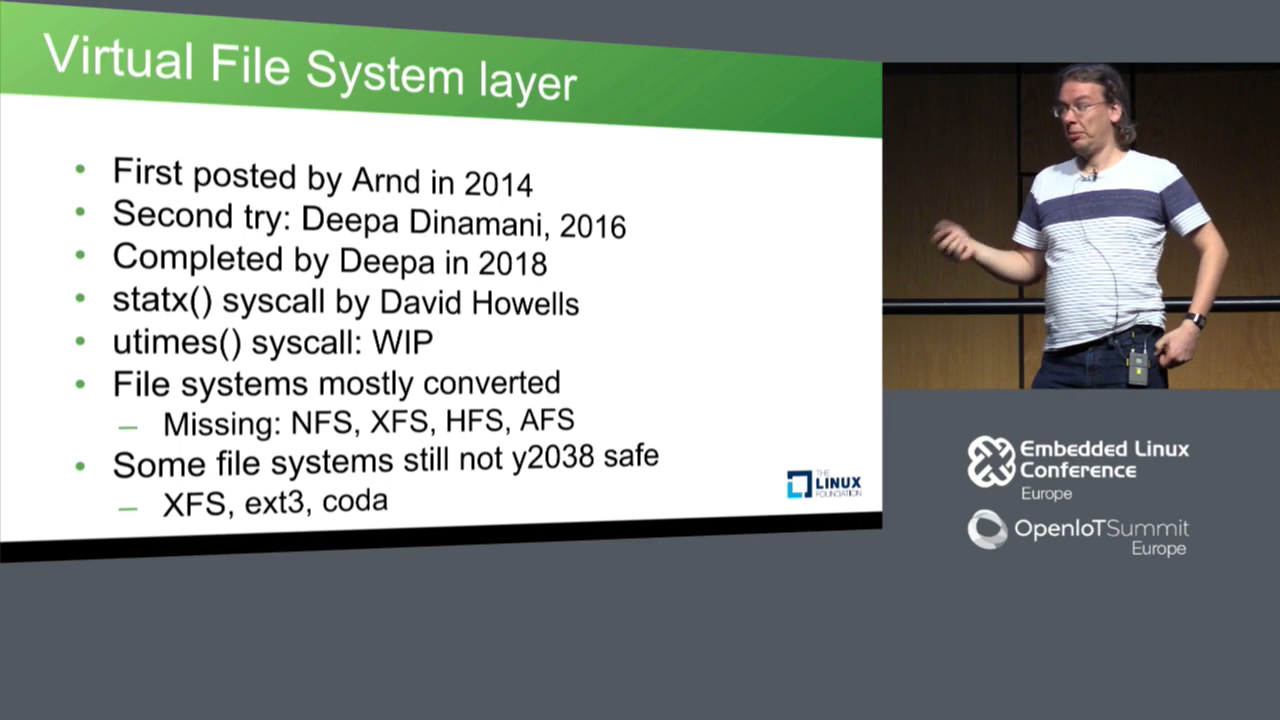 Virtual File System layer
• First posted by Arnd in 2014
• Second try: Deepa Dinamani, 2016
• Completed by Deepa in 2018
• statx() syscall by David Howells
• utimes() syscall: WIP
• File systems mostly converted
– Missing: NFS, XFS, HFS, AFS
• Some file systems still not y2038 safe
– XFS, ext3, coda
THE
LINUX
FOUNDATION
Embedded Linux
Conference
Europe
OpenIoTSummit
Europe